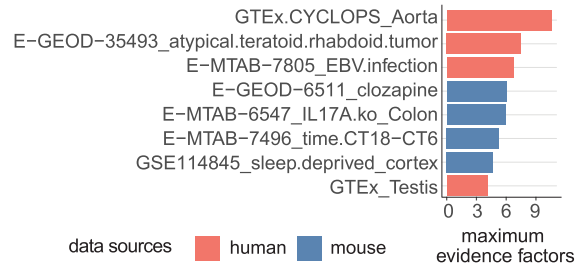 GTEx.CYCLOPS_Aorta
E−GEOD−35493_atypical.teratoid.rhabdoid.tumor
E−MTAB−7805_EBV.infection
E−GEOD−6511_clozapine
E−MTAB−6547_IL17A.ko_Colon
E−MTAB−7496_time.CT18−CT6
GSE114845_sleep.deprived_cortex
GTEx_Testis
0 3 6 9
maximum
evidence factors
data sources human mouse